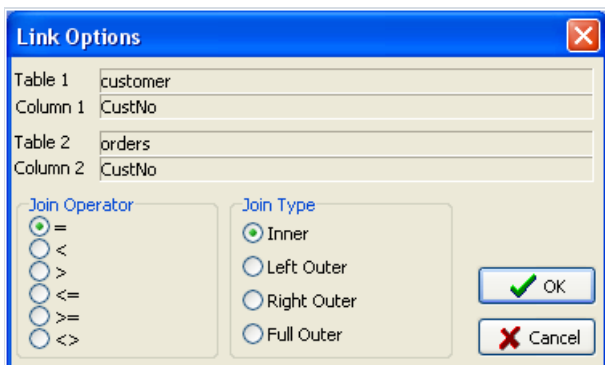 Link Options
Table 1 customer
Column 1 CustNo
Table 2 orders
Column 2 CustNo
Join Operator
=
<
>
<=
>=
<>
Join Type
Inner
Left Outer
Right Outer
Full Outer
OK
Cancel